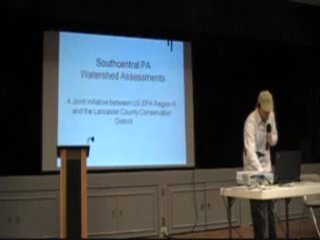 Southcentral PA
Watershed Assessments
A Joint Initiative between US EPA Region III
and the Lancaster County Conservation
District